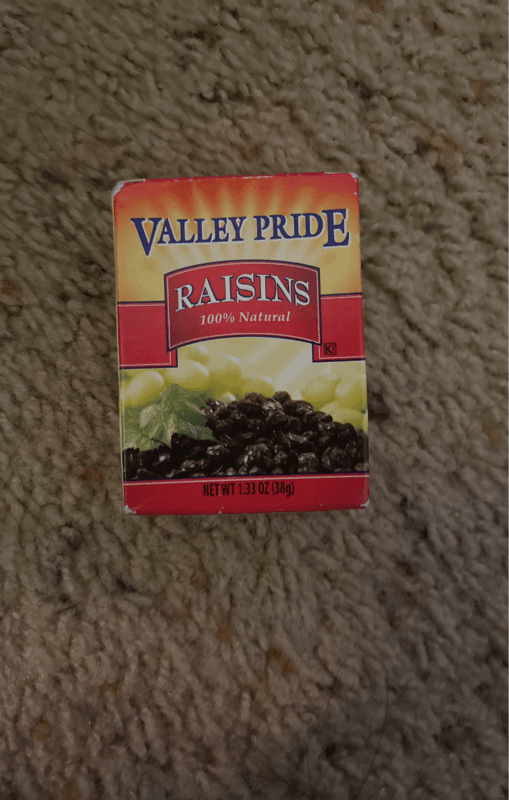 VALLEY PRIDE
RAISINS
100% Natural
K
NET WT 1.33 OZ (38g)